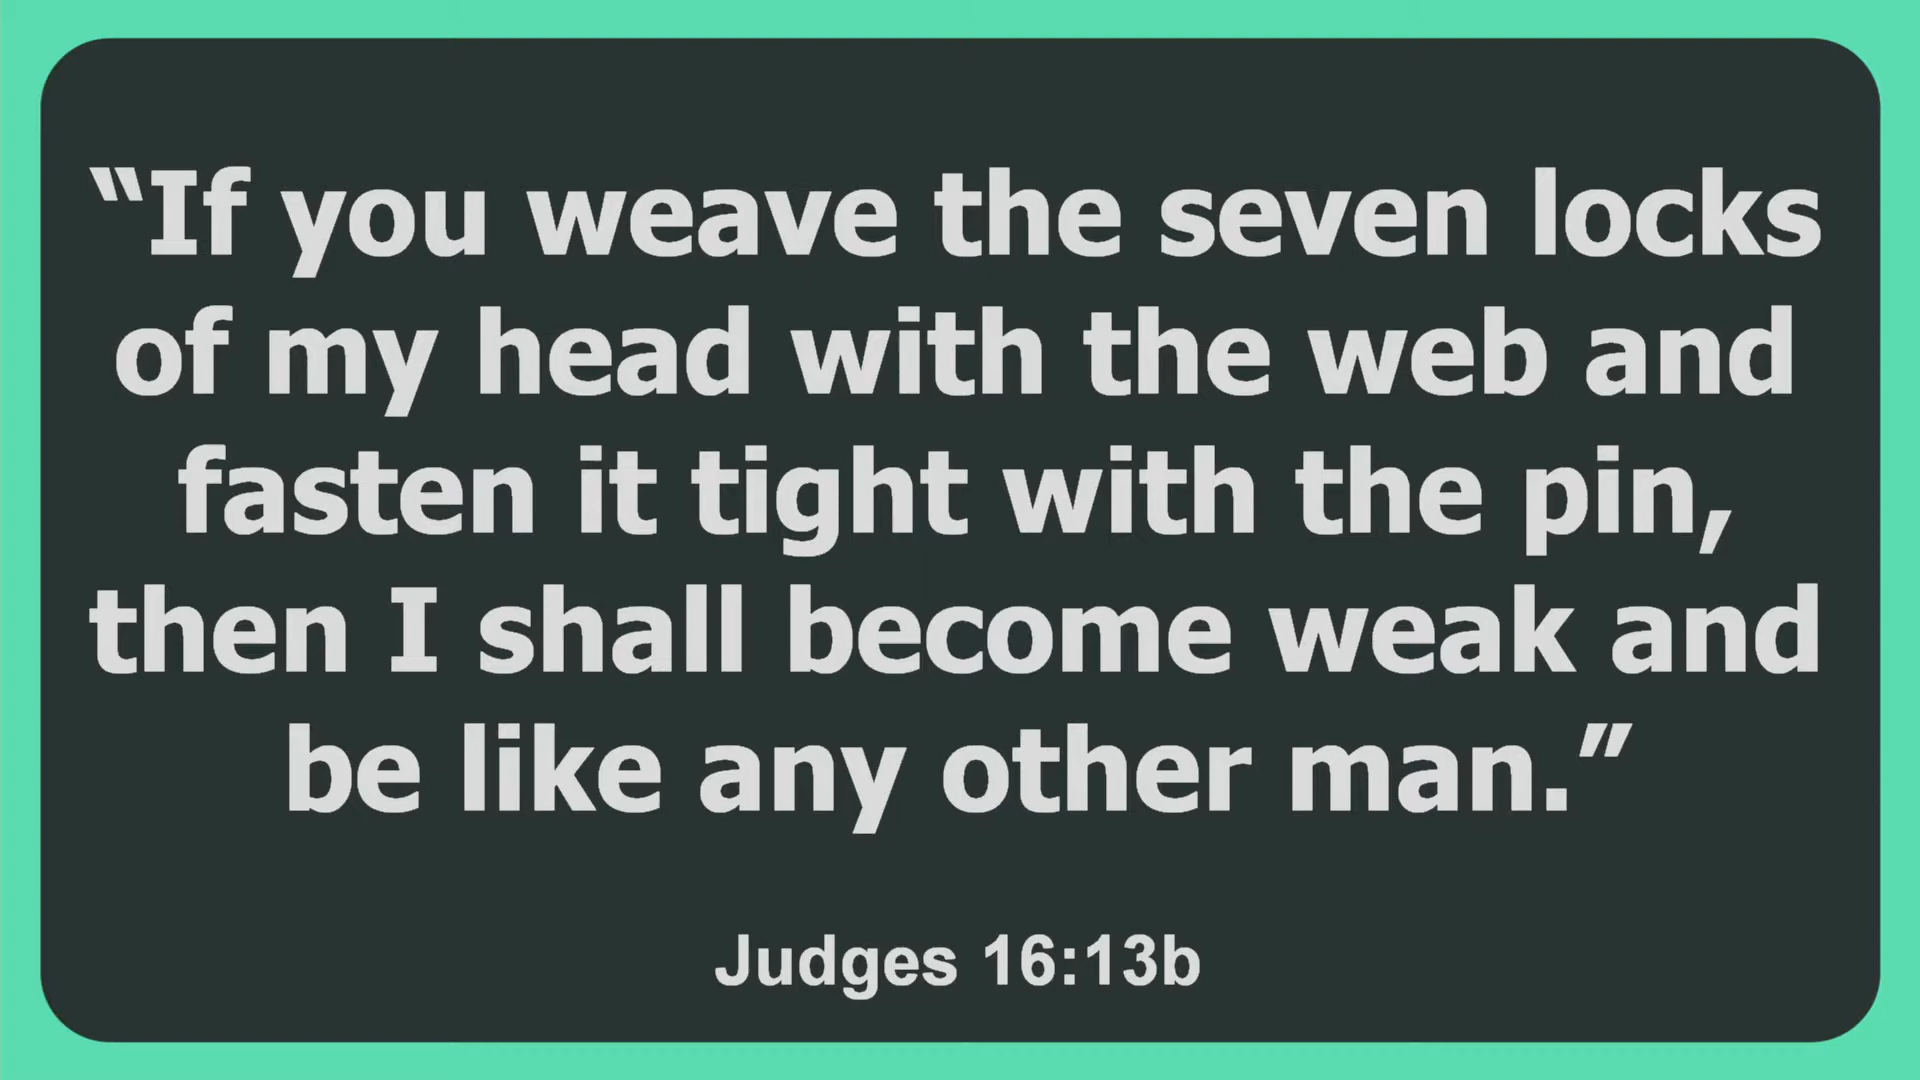 “If you weave the seven locks
of my head with the web and
fasten it tight with the pin,
then I shall become weak and
be like any other man.”
Judges 16:13b